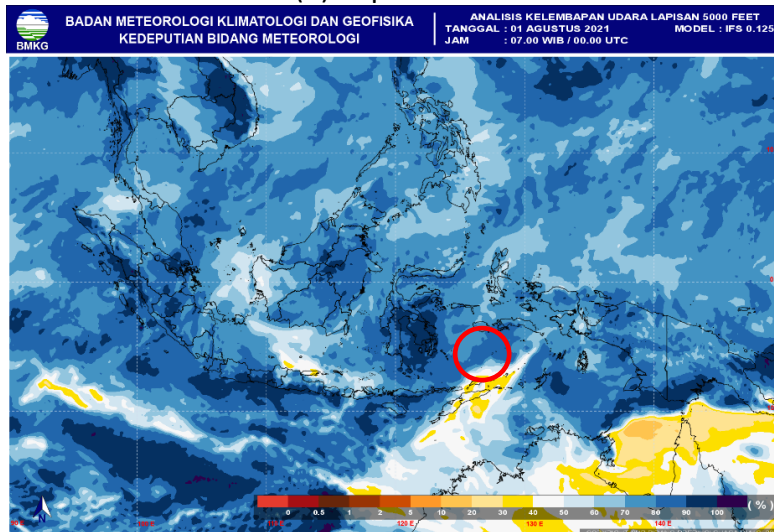 BMKG
BADAN METEOROLOGI KLIMATOLOGI DAN GEOFISIKA
KEDEPUTIAN BIDANG METEOROLOGI
ANALISIS KELEMBAPAN UDARA LAPISAN 5000 FEET
TANGGAL : 01 AGUSTUS 2021 MODEL : IFS 0.125
JAM : 07.00 WIB / 00.00 UTC
0 0.5 1 2 5 10 20 30 40 50 60 70 80 90 100 ( % )
120 E 130 E 140 E